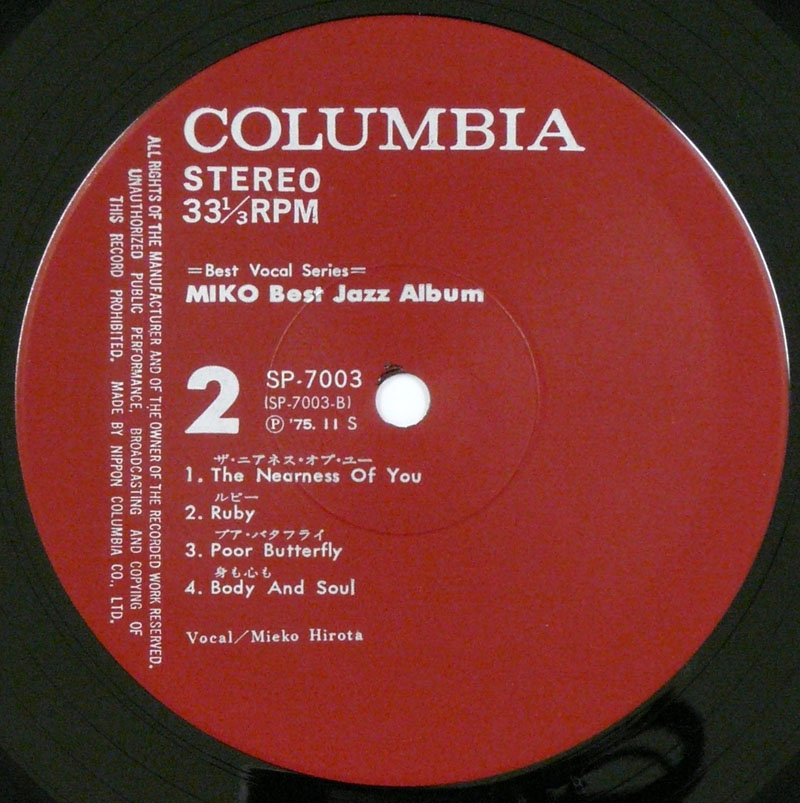 COLUMBIA
STEREO
33⅓RPM
=Best Vocal Series=
MIKO Best Jazz Album
2
SP-7003
(SP-7003-B)
Ⓟ '75. 11 S
ザ・ニアネス・オブ・ユー
1. The Nearness Of You
ルビー
2. Ruby
プア・バタフライ
3. Poor Butterfly
身も心も
4. Body And Soul
Vocal/Mieko Hirota
ALL RIGHTS OF THE MANUFACTURER AND OF THE OWNER OF THE RECORDED WORK RESERVED.
UNAUTHORIZED PUBLIC PERFORMANCE, BROADCASTING AND COPYING OF
THIS RECORD PROHIBITED. MADE BY NIPPON COLUMBIA CO., LTD.